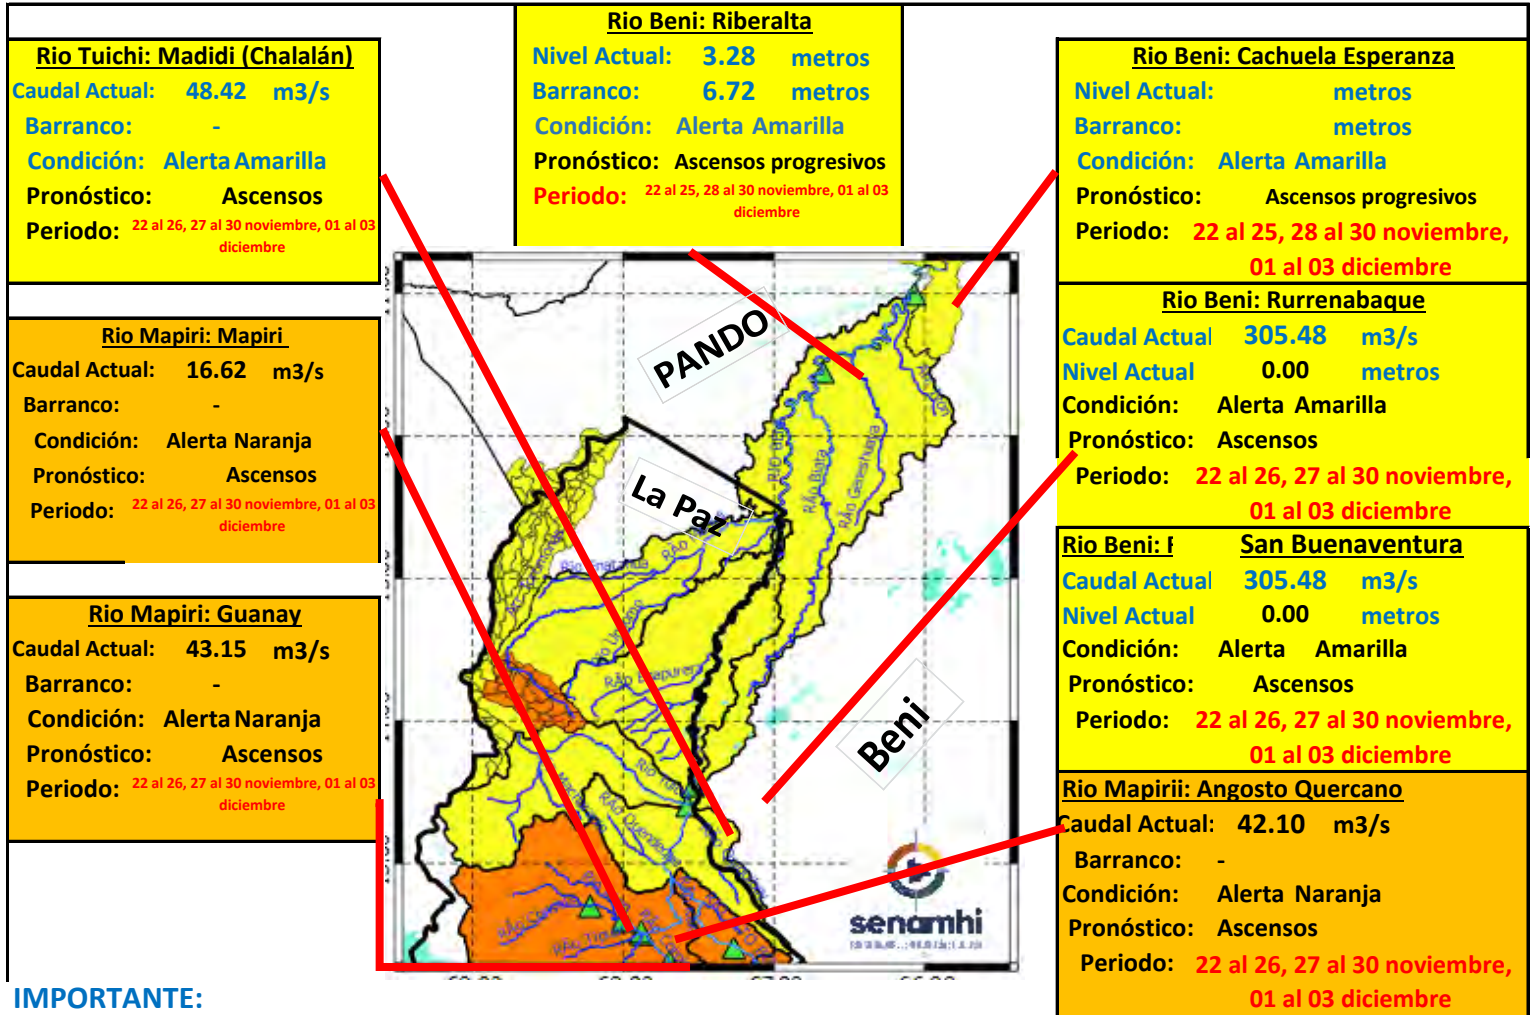 Rio Tuichi: Madidi (Chalalán)
Caudal Actual: 48.42 m3/s
Barranco: -
Condición: Alerta Amarilla
Pronóstico: Ascensos
Periodo: 22 al 26, 27 al 30 noviembre, 01 al 03
diciembre
Rio Mapiri: Mapiri
Caudal Actual: 16.62 m3/s
Barranco: -
Condición: Alerta Naranja
Pronóstico: Ascensos
Periodo: 22 al 26, 27 al 30 noviembre, 01 al 03
diciembre
Rio Mapiri: Guanay
Caudal Actual: 43.15 m3/s
Barranco: -
Condición: Alerta Naranja
Pronóstico: Ascensos
Periodo: 22 al 26, 27 al 30 noviembre, 01 al 03
diciembre
Rio Beni: Riberalta
Nivel Actual: 3.28 metros
Barranco: 6.72 metros
Condición: Alerta Amarilla
Pronóstico: Ascensos progresivos
Periodo: 22 al 25, 28 al 30 noviembre, 01 al 03
diciembre
PANDO
La Paz
Beni
RÃo Biata
RÃo Geneshuaya
senamhi
Rio Beni: Cachuela Esperanza
Nivel Actual: metros
Barranco: metros
Condición: Alerta Amarilla
Pronóstico: Ascensos progresivos
Periodo: 22 al 25, 28 al 30 noviembre,
01 al 03 diciembre
Rio Beni: Rurrenabaque
Caudal Actual 305.48 m3/s
Nivel Actual 0.00 metros
Condición: Alerta Amarilla
Pronóstico: Ascensos
Periodo: 22 al 26, 27 al 30 noviembre,
01 al 03 diciembre
Rio Beni: San Buenaventura
Caudal Actual 305.48 m3/s
Nivel Actual 0.00 metros
Condición: Alerta Amarilla
Pronóstico: Ascensos
Periodo: 22 al 26, 27 al 30 noviembre,
01 al 03 diciembre
Rio Mapirii: Angosto Quercano
Caudal Actual: 42.10 m3/s
Barranco: -
Condición: Alerta Naranja
Pronóstico: Ascensos
Periodo: 22 al 26, 27 al 30 noviembre,
01 al 03 diciembre
IMPORTANTE: